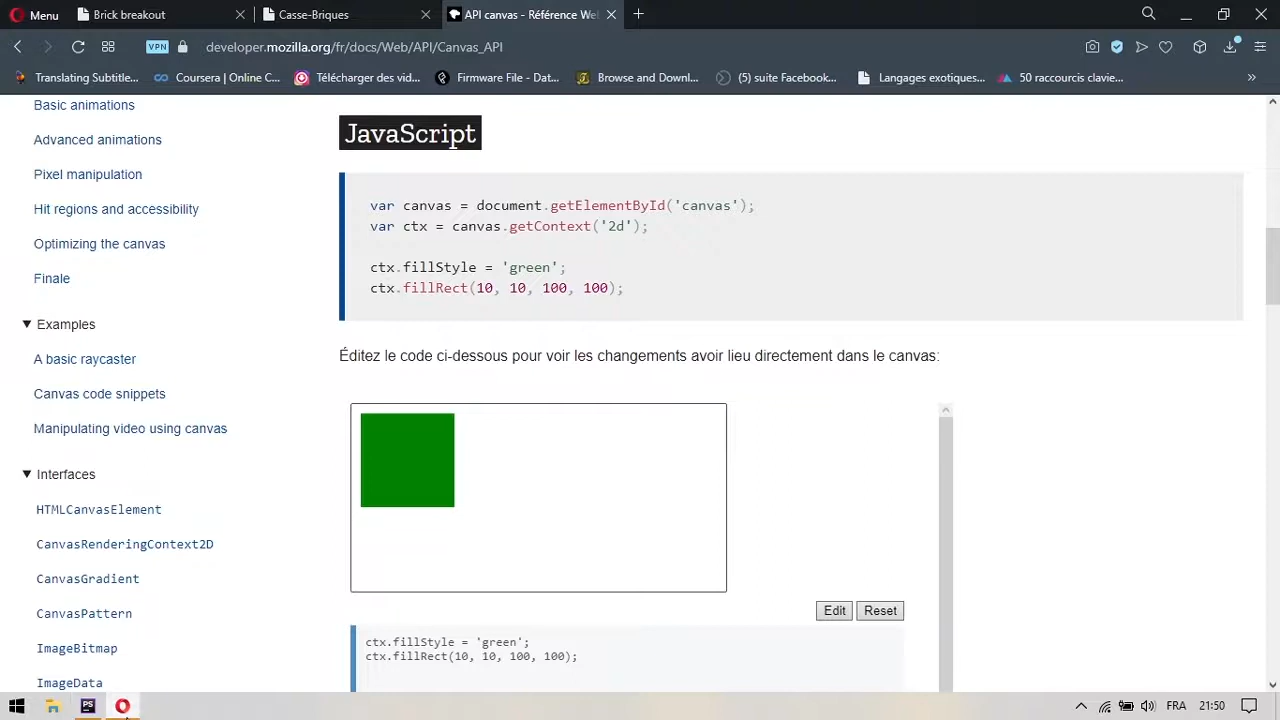 Menu
Brick breakout
Casse-Briques
API canvas - Référence We
VPN
developer.mozilla.org/fr/docs/Web/API/Canvas_API
Translating Subtitle...
Coursera | Online C...
Télécharger des vid...
Firmware File - Dat...
Browse and Downl...
(5) suite Facebook...
Langages exotiques...
50 raccourcis clavie...
»
Basic animations
Advanced animations
Pixel manipulation
Hit regions and accessibility
Optimizing the canvas
Finale
Examples
A basic raycaster
Canvas code snippets
Manipulating video using canvas
Interfaces
HTMLCanvasElement
CanvasRenderingContext2D
CanvasGradient
CanvasPattern
ImageBitmap
ImageData
JavaScript
var canvas = document.getElementById('canvas');
var ctx = canvas.getContext('2d');
ctx.fillStyle = 'green';
ctx.fillRect(10, 10, 100, 100);
Éditez le code ci-dessous pour voir les changements avoir lieu directement dans le canvas:
Edit
Reset
ctx.fillStyle = 'green';
ctx.fillRect(10, 10, 100, 100);
PS
FRA
21:50